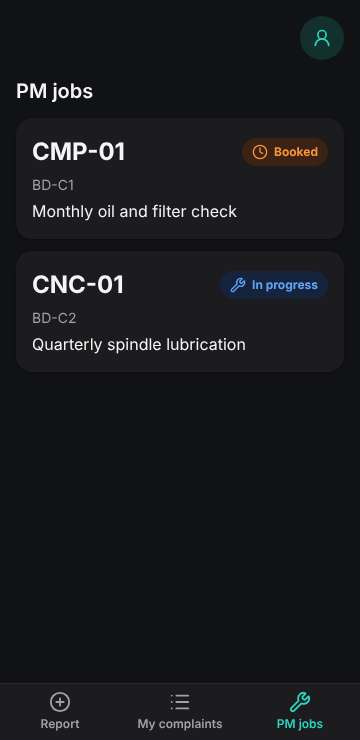 PM jobs
CMP-01
Booked
BD-C1
Monthly oil and filter check
CNC-01
In progress
BD-C2
Quarterly spindle lubrication
Report
My complaints
PM jobs